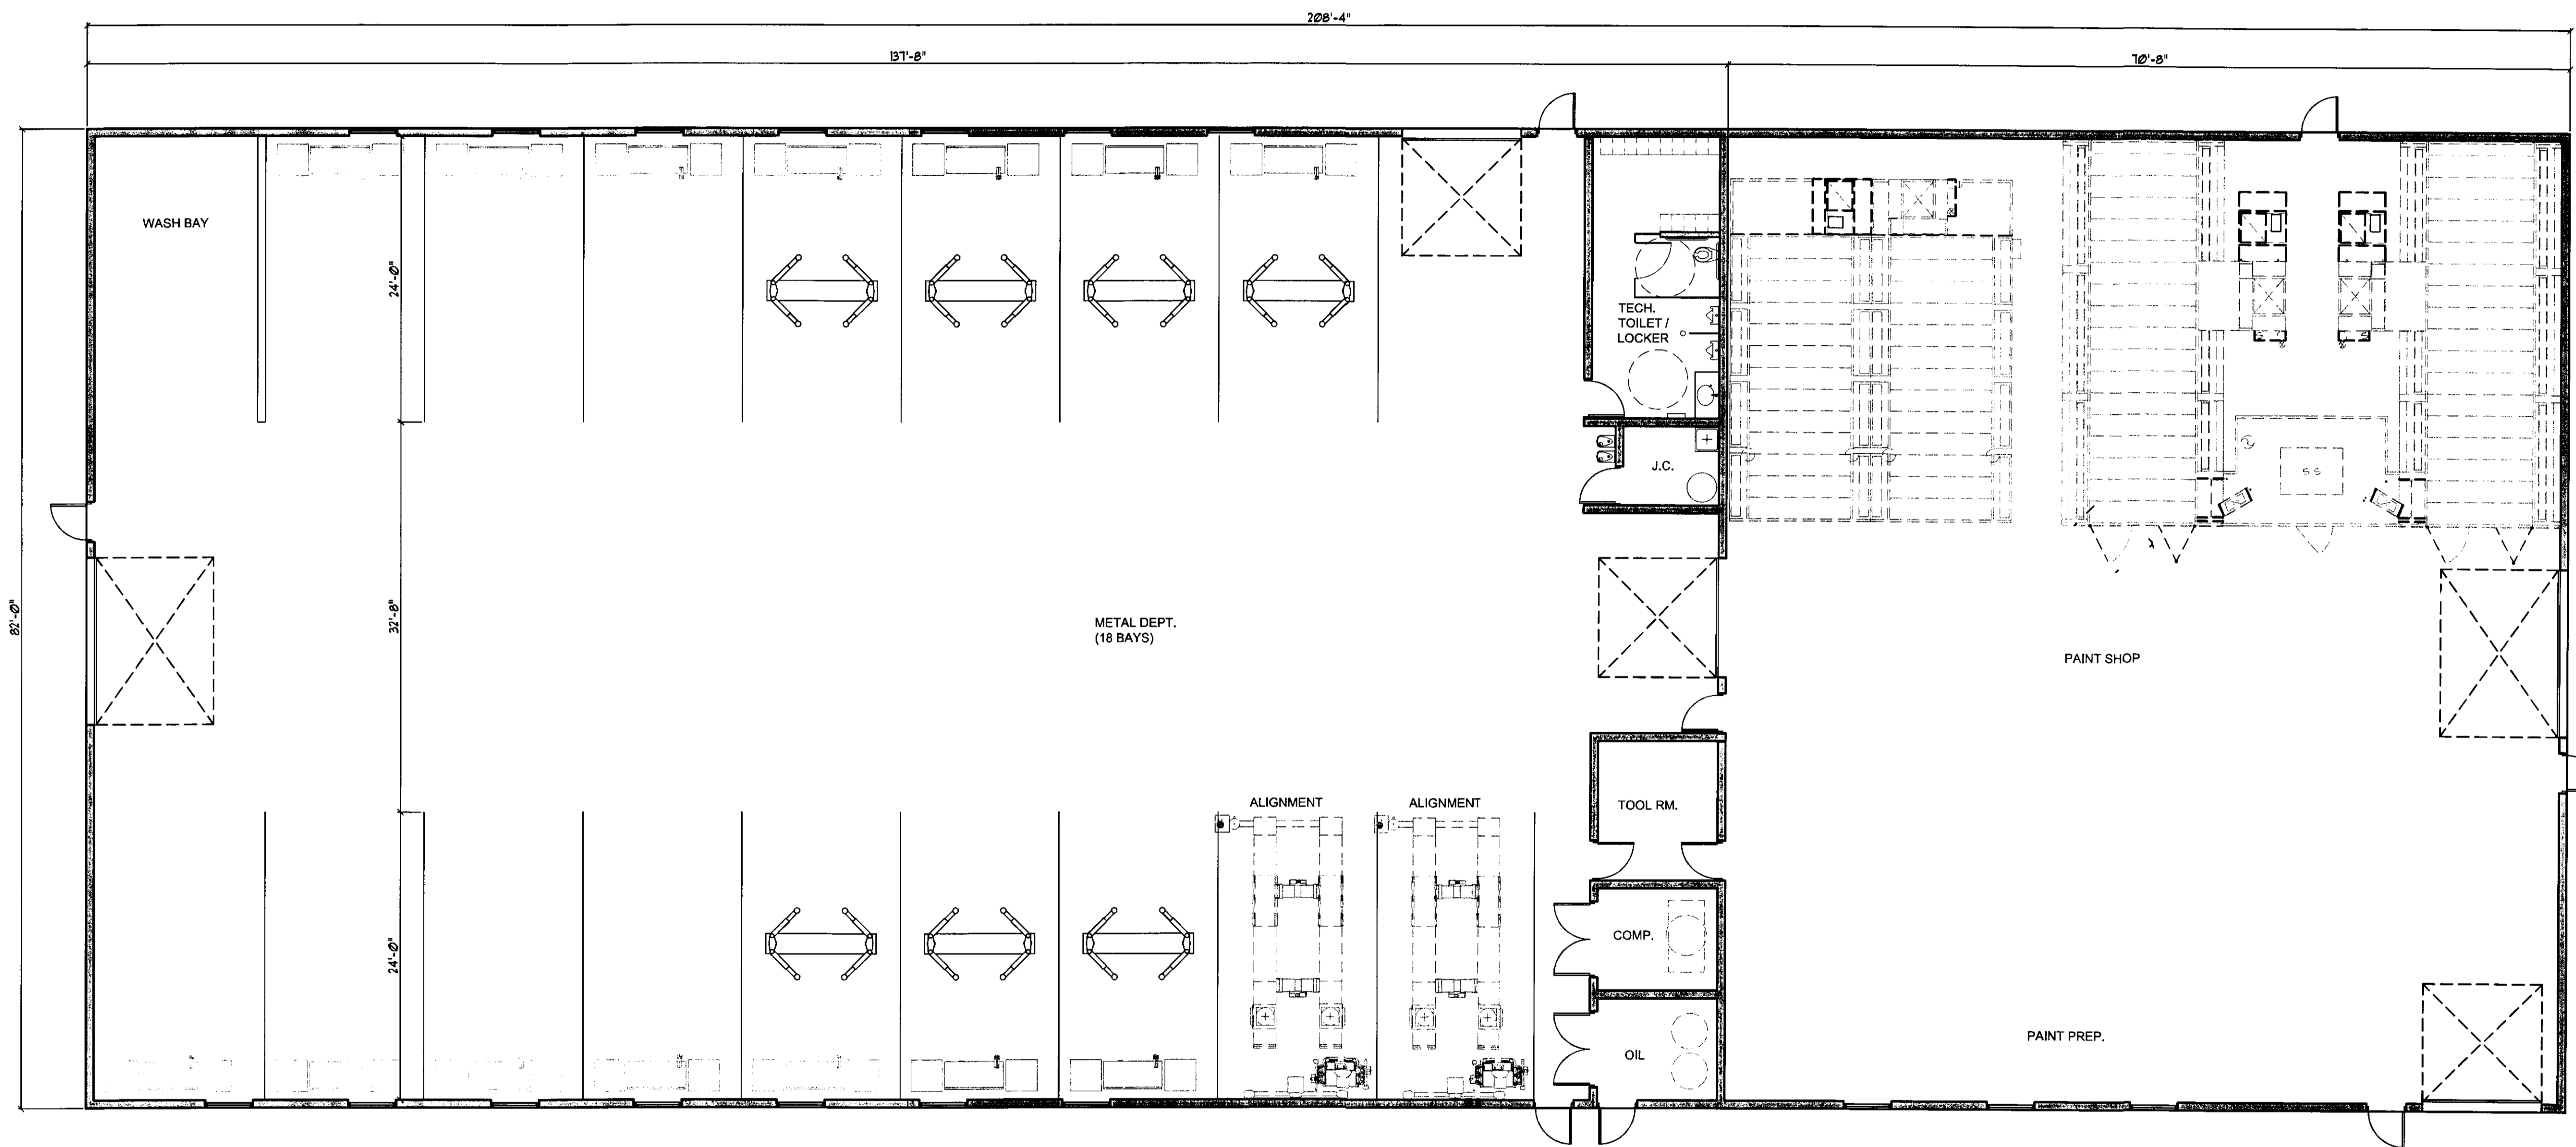 208'-4"
137'-8"
70'-8"
WASH BAY
24'-0"
TECH.
TOILET /
LOCKER
J.C.
82'-0"
32'-8"
METAL DEPT.
(18 BAYS)
PAINT SHOP
ALIGNMENT
ALIGNMENT
TOOL RM.
COMP.
24'-0"
PAINT PREP.
OIL